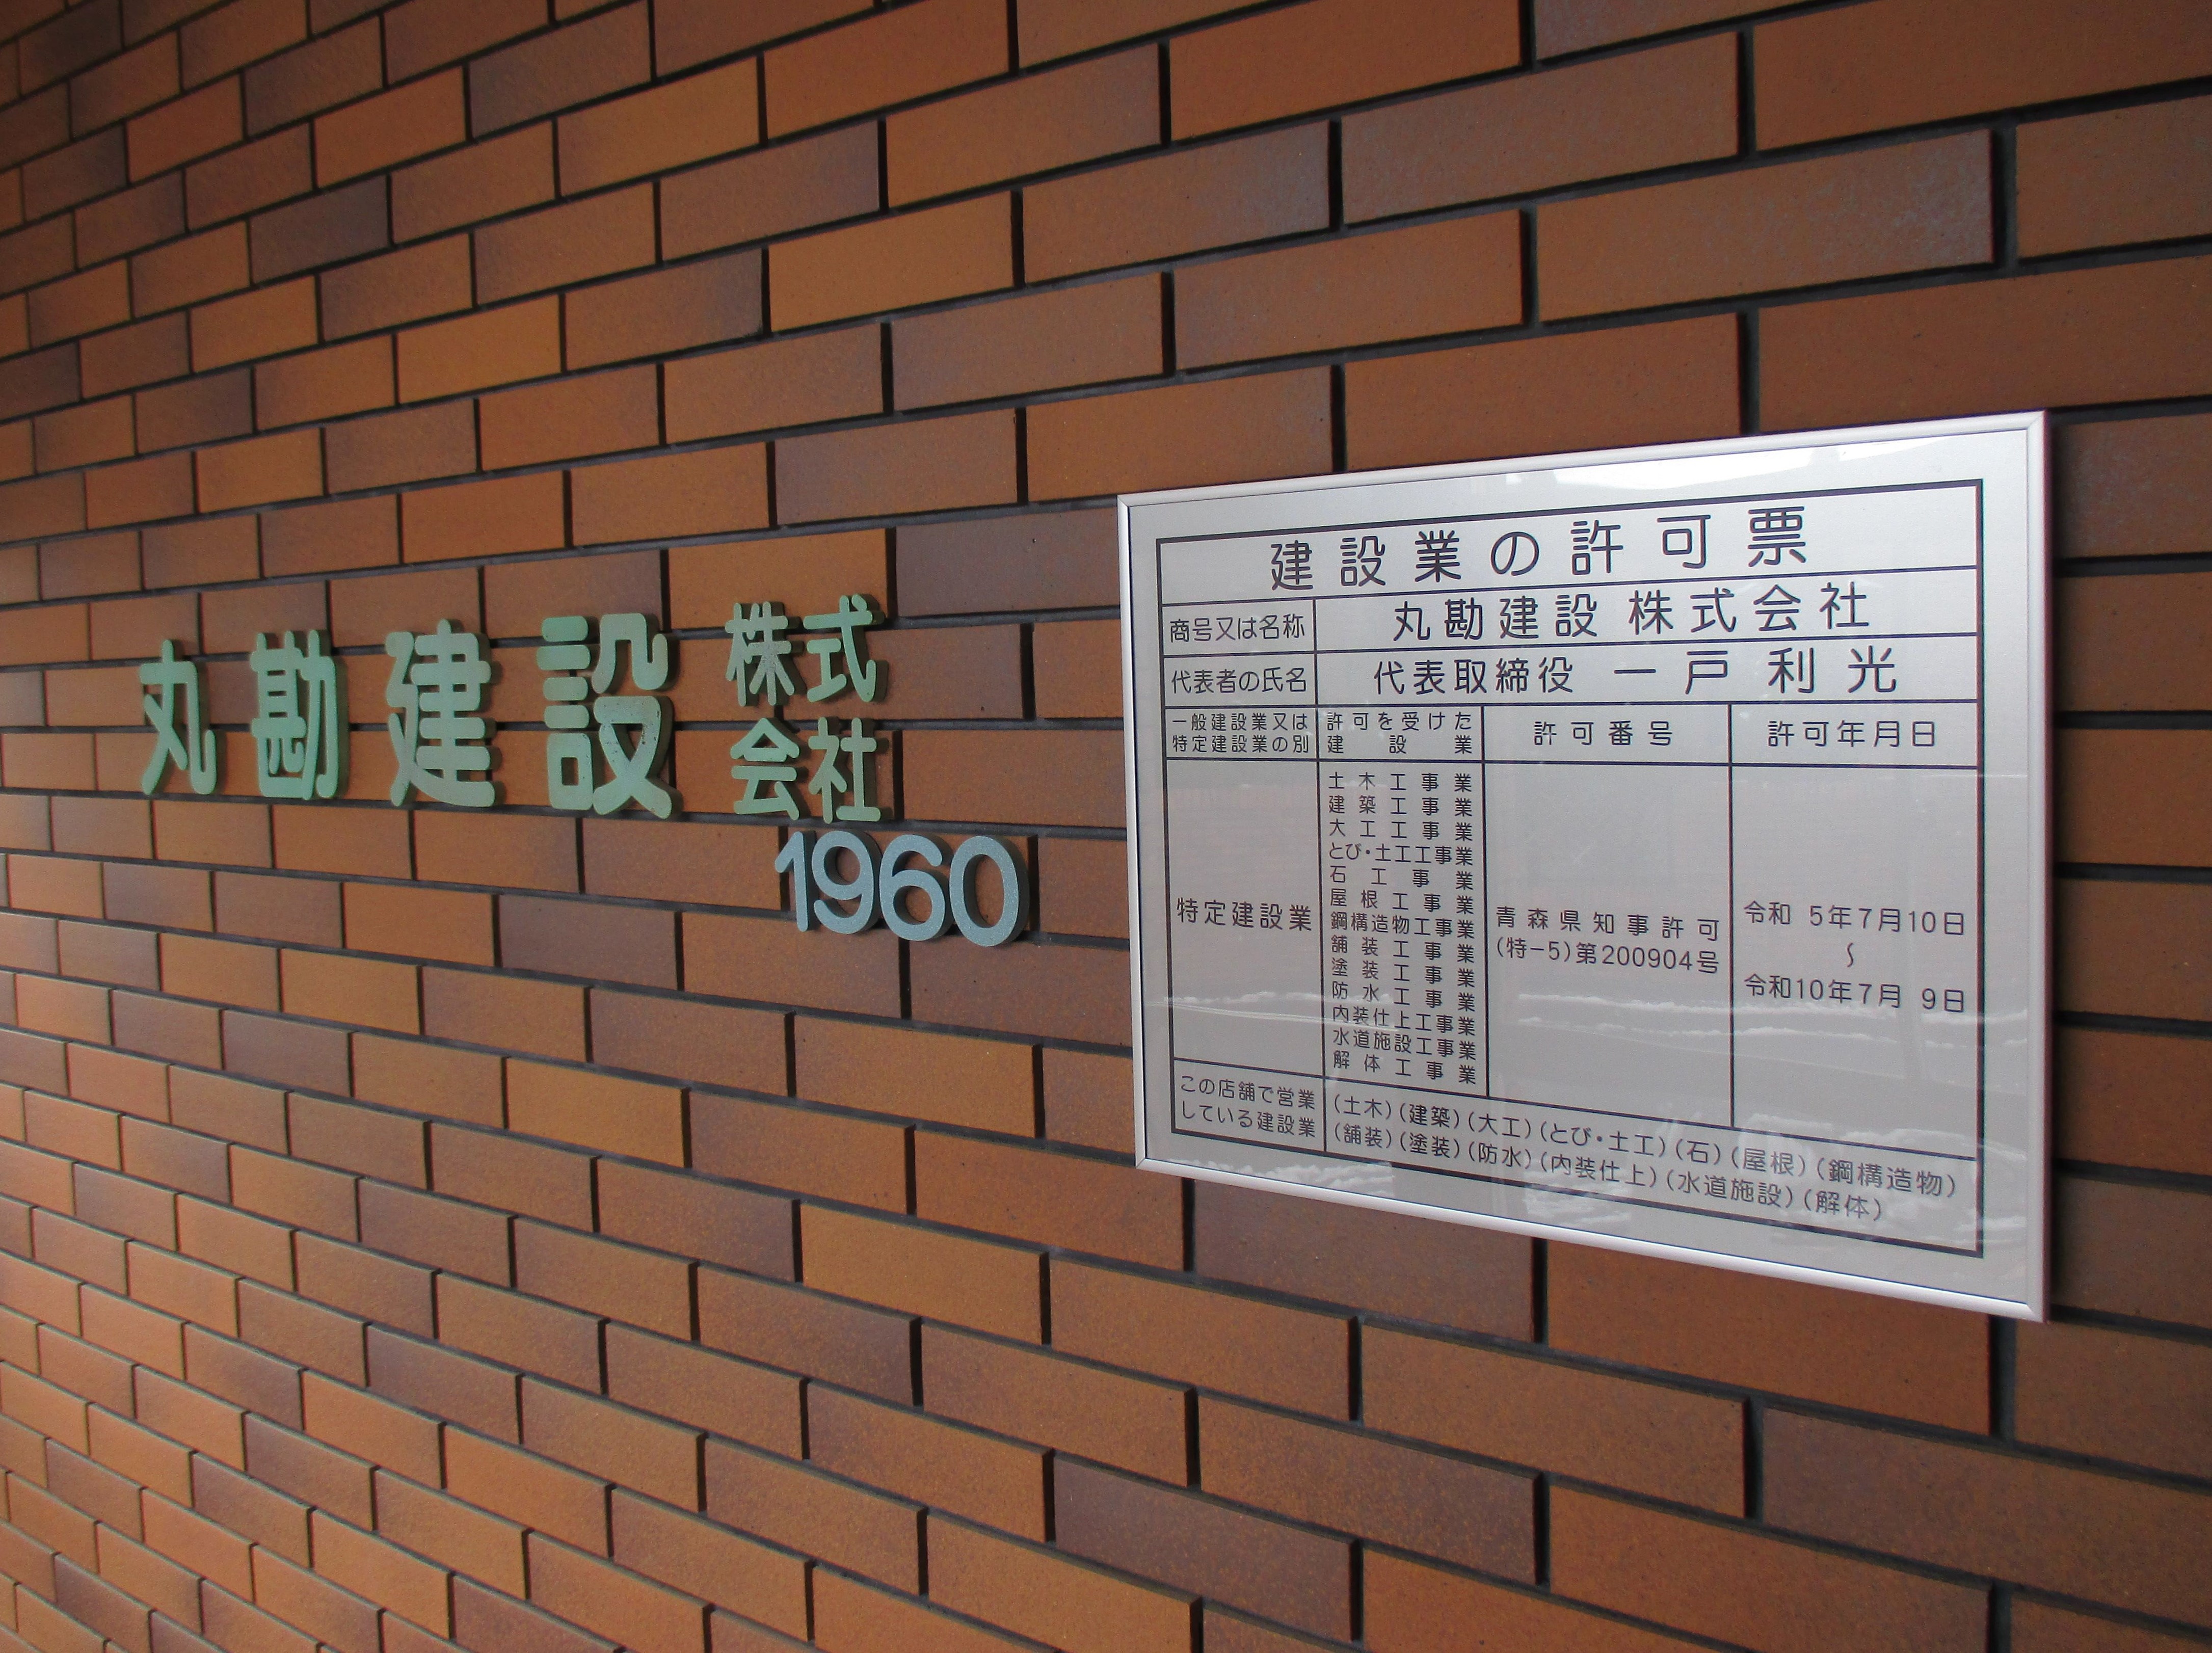 丸勘建設 株式
会社
1960
建設業の許可票
商号又は名称 丸勘建設 株式会社
代表者の氏名 代表取締役 一戸利光
一般建設業又は
特定建設業の別
許可を受けた
建設業
許可番号
許可年月日
特定建設業
土木工事業
建築工事業
大工工事業
とび・土工工事業
石工事業
屋根工事業
鋼構造物工事業
舗装工事業
塗装工事業
防水工事業
内装仕上工事業
水道施設工事業
解体工事業
青森県知事許可
(特-5)第200904号
令和 5年7月10日
~
令和10年7月 9日
この店舗で営業
している建設業
(土木)(建築)(大工)(とび・土工)(石)(屋根)(鋼構造物)
(舗装)(塗装)(防水)(内装仕上)(水道施設)(解体)